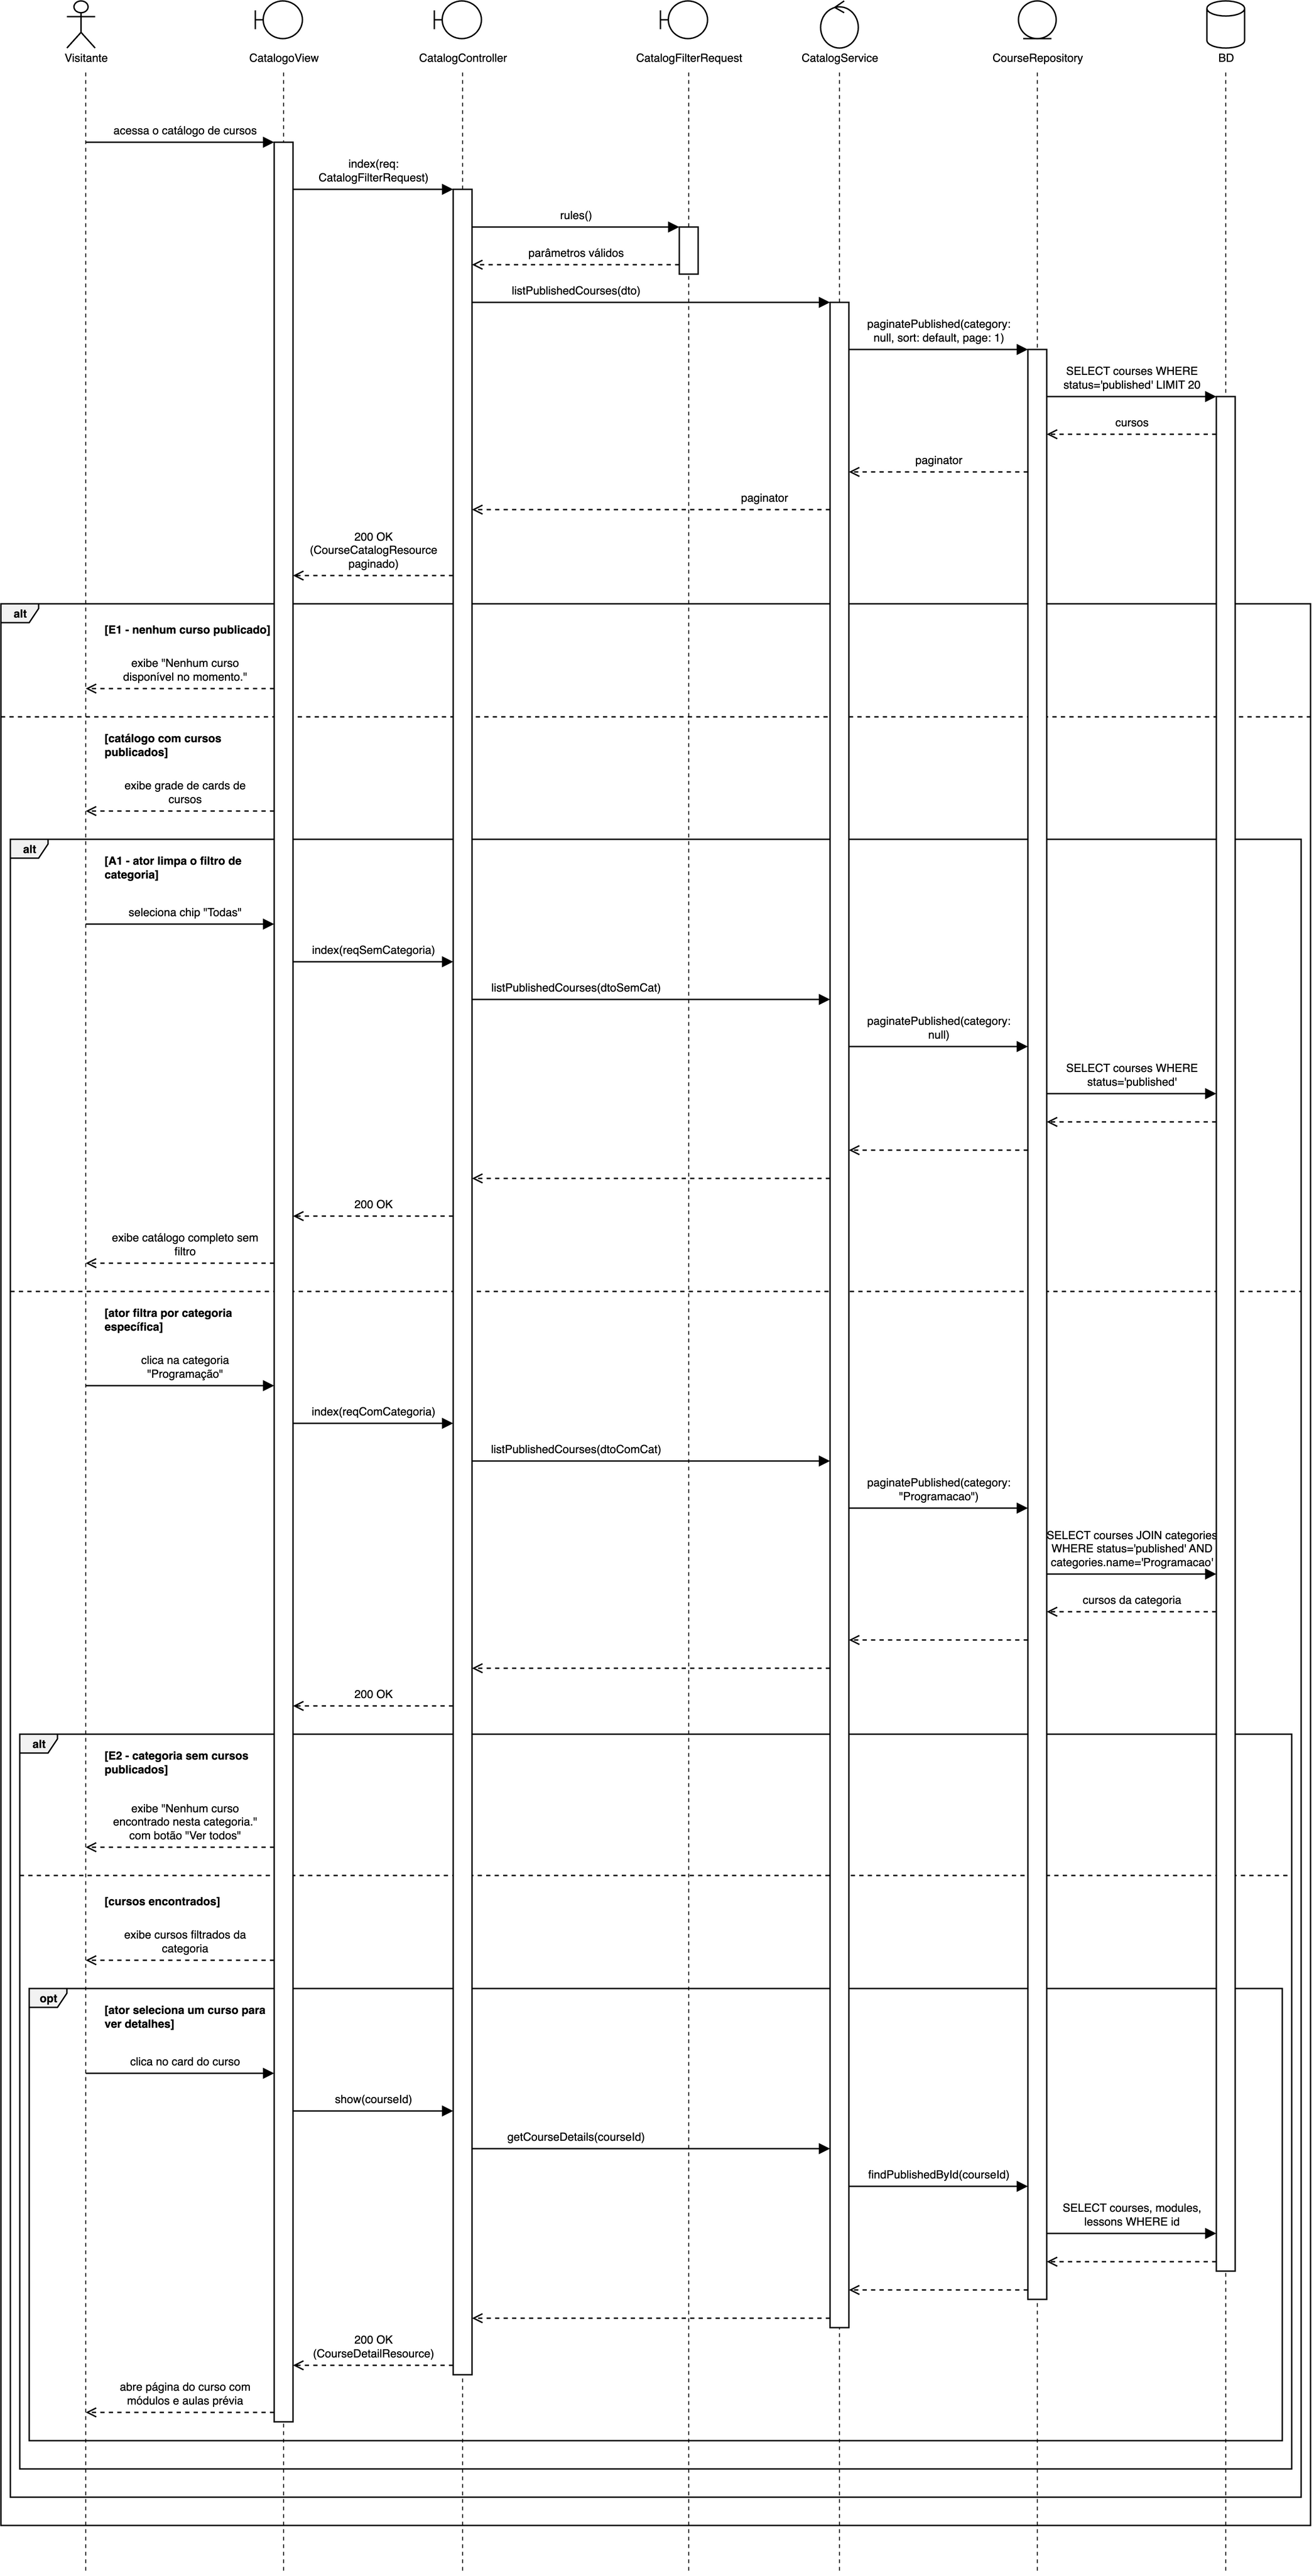 Visitante
CatalogoView
CatalogController
CatalogFilterRequest
CatalogService
CourseRepository
BD
acessa o catálogo de cursos
index(req:
CatalogFilterRequest)
rules()
parâmetros válidos
listPublishedCourses(dto)
paginatePublished(category:
null, sort: default, page: 1)
SELECT courses WHERE
status='published' LIMIT 20
cursos
paginator
paginator
200 OK
(CourseCatalogResource
paginado)
alt
[E1 - nenhum curso publicado]
exibe "Nenhum curso
disponível no momento."
[catálogo com cursos
publicados]
exibe grade de cards de
cursos
alt
[A1 - ator limpa o filtro de
categoria]
seleciona chip "Todas"
index(reqSemCategoria)
listPublishedCourses(dtoSemCat)
paginatePublished(category:
null)
SELECT courses WHERE
status='published'
200 OK
exibe catálogo completo sem
filtro
[ator filtra por categoria
específica]
clica na categoria
"Programação"
index(reqComCategoria)
listPublishedCourses(dtoComCat)
paginatePublished(category:
"Programacao")
SELECT courses JOIN categories
WHERE status='published' AND
categories.name='Programacao'
cursos da categoria
200 OK
alt
[E2 - categoria sem cursos
publicados]
exibe "Nenhum curso
encontrado nesta categoria."
com botão "Ver todos"
[cursos encontrados]
exibe cursos filtrados da
categoria
opt
[ator seleciona um curso para
ver detalhes]
clica no card do curso
show(courseId)
getCourseDetails(courseId)
findPublishedById(courseId)
SELECT courses, modules,
lessons WHERE id
200 OK
(CourseDetailResource)
abre página do curso com
módulos e aulas prévia